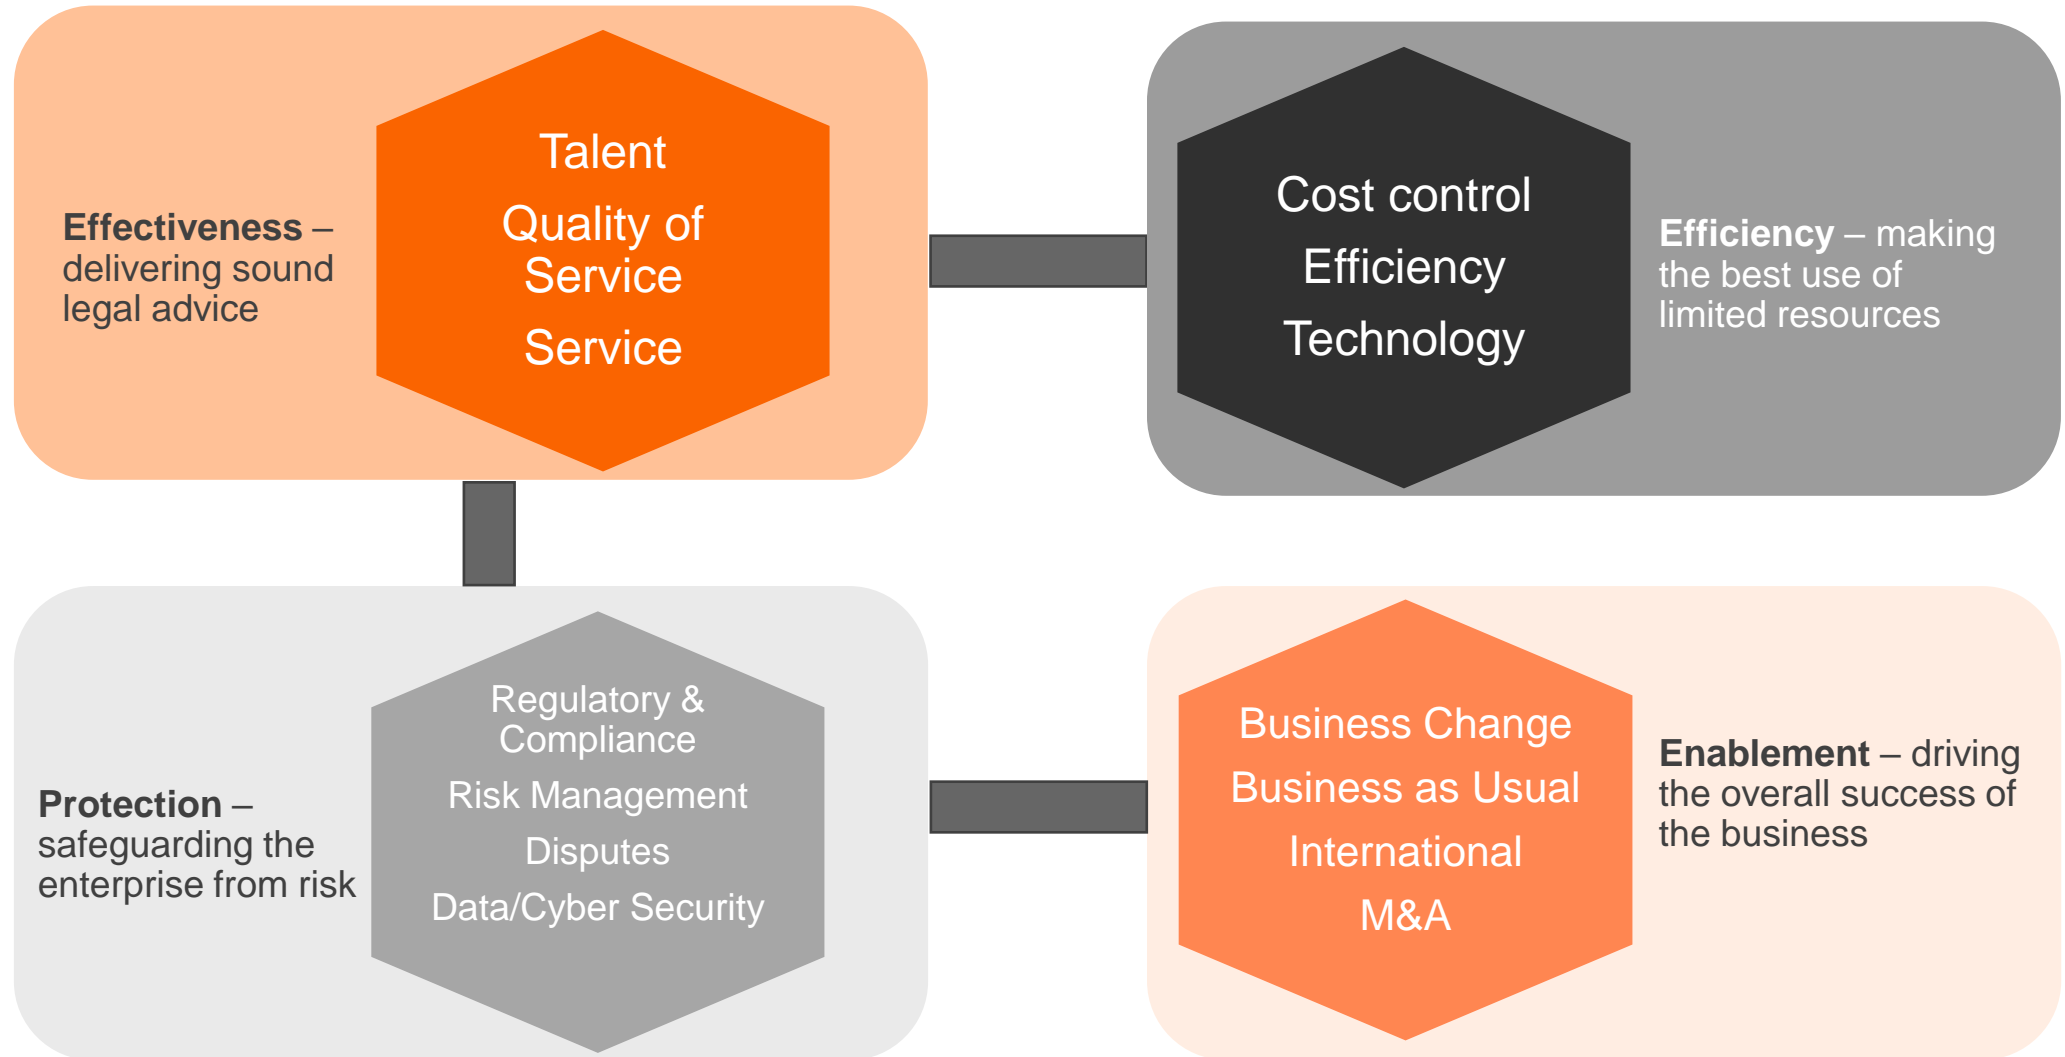 Effectiveness –
delivering sound
legal advice
Talent
Quality of
Service
Service
Cost control
Efficiency
Technology
Efficiency – making
the best use of
limited resources
Protection –
safeguarding the
enterprise from risk
Regulatory &
Compliance
Risk Management
Disputes
Data/Cyber Security
Business Change
Business as Usual
International
M&A
Enablement – driving
the overall success of
the business